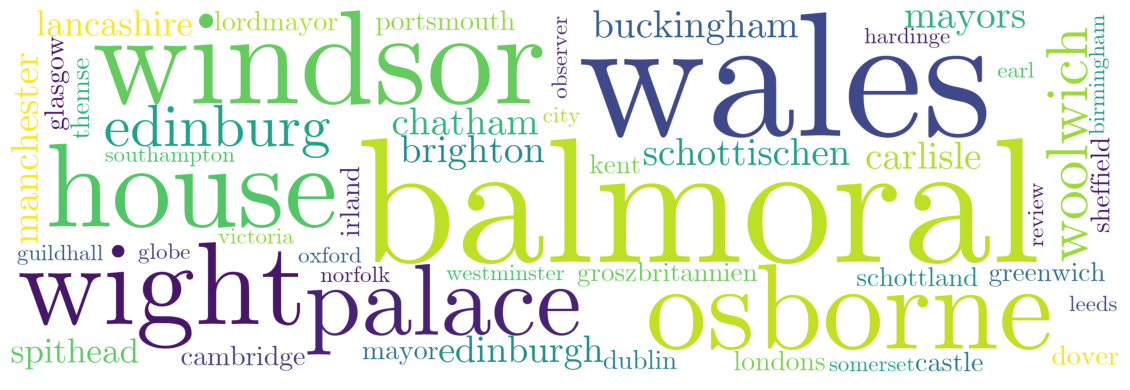 lancashire
lordmayor
portsmouth
observer
buckingham
mayors
hardinge
windsor
wales
earl
birmingham
manchester
glasgow
themse
edinburg
chatham
city
woolwich
southampton
brighton
kent
schottischen
carlisle
sheffield
house
irland
balmoral
review
victoria
guildhall
globe
oxford
norfolk
westminster
groszbritannien
schottland
greenwich
wight
palace
osborne
leeds
spithead
cambridge
mayor
edinburgh
dublin
londons
somerset
castle
dover